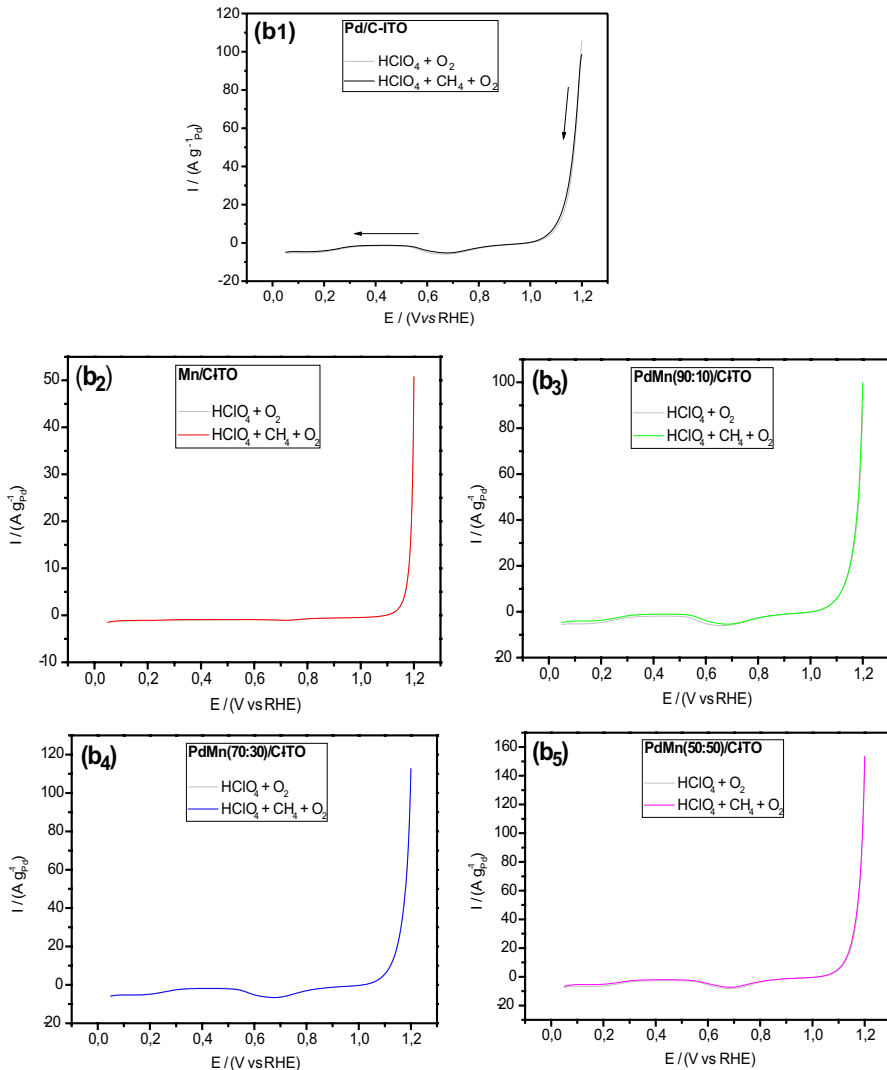 (b1)
Pd/C-ITO
HClO4 + O2
HClO4 + CH4 + O2
120
100
80
60
40
20
0
-20
I / (A g-1Pd)
0,0 0,2 0,4 0,6 0,8 1,0 1,2
E / (V vs RHE)
(b2)
Mn/C-ITO
HClO4 + O2
HClO4 + CH4 + O2
50
40
30
20
10
0
-10
I / (A g-1Pd)
0,0 0,2 0,4 0,6 0,8 1,0 1,2
E / (V vs RHE)
(b3)
PdMn(90:10)/C-ITO
HClO4 + O2
HClO4 + CH4 + O2
100
80
60
40
20
0
20
I / (A g-1Pd)
0,0 0,2 0,4 0,6 0,8 1,0 1,2
E / (V vs RHE)
(b4)
PdMn(70:30)/C-ITO
HClO4 + O2
HClO4 + CH4 + O2
120
100
80
60
40
20
0
-20
I / (A g-1Pd)
0,0 0,2 0,4 0,6 0,8 1,0 1,2
E / (V vs RHE)
(b5)
PdMn(50:50)/C-ITO
HClO4 + O2
HClO4 + CH4 + O2
160
140
120
100
80
60
40
20
0
-20
I / (A g-1Pd)
0,0 0,2 0,4 0,6 0,8 1,0 1,2
E / (V vs RHE)